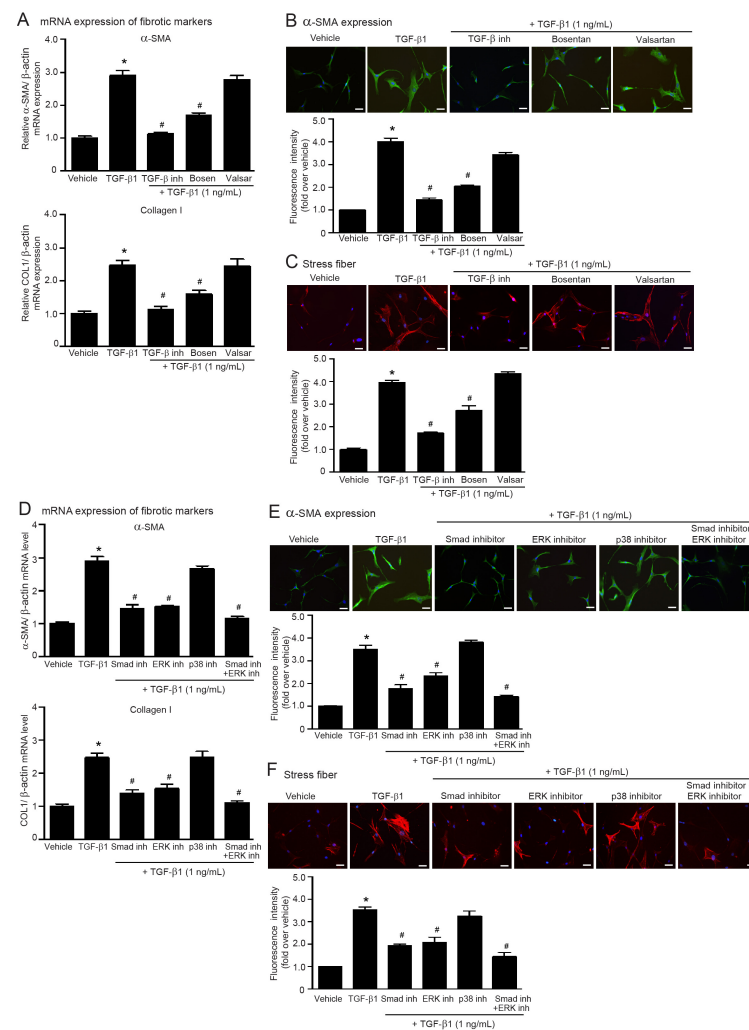 A
mRNA expression of fibrotic markers
α-SMA
Relative α-SMA/ β-actin
mRNA expression
4.0
3.0
2.0
1.0
0
*
#
#
Vehicle TGF-β1 TGF-β inh Bosen Valsar
+ TGF-β1 (1 ng/mL)
Collagen I
Relative COL1/ β-actin
mRNA expression
4.0
3.0
2.0
1.0
0
*
#
#
Vehicle TGF-β1 TGF-β inh Bosen Valsar
+ TGF-β1 (1 ng/mL)
B
α-SMA expression
+ TGF-β1 (1 ng/mL)
Vehicle TGF-β1 TGF-β inh Bosentan Valsartan
Fluorescence intensity
(fold over vehicle)
5.0
4.0
3.0
2.0
1.0
0
*
#
#
Vehicle TGF-β1 TGF-β inh Bosen Valsar
+ TGF-β1 (1 ng/mL)
C
Stress fiber
+ TGF-β1 (1 ng/mL)
Vehicle TGF-β1 TGF-β inh Bosentan Valsartan
Fluorescence intensity
(fold over vehicle)
5.0
4.0
3.0
2.0
1.0
0
*
#
#
Vehicle TGF-β1 TGF-β inh Bosen Valsar
+ TGF-β1 (1 ng/mL)
D
mRNA expression of fibrotic markers
α-SMA
α-SMA/ β-actin mRNA level
4
3
2
1
0
*
#
#
#
Vehicle TGF-β1 Smad inh ERK inh p38 inh Smad inh
+ERK inh
+ TGF-β1 (1 ng/mL)
Collagen I
COL1/ β-actin mRNA level
4
3
2
1
0
*
#
#
#
Vehicle TGF-β1 Smad inh ERK inh p38 inh Smad inh
+ERK inh
+ TGF-β1 (1 ng/mL)
E
α-SMA expression
+ TGF-β1 (1 ng/mL)
Vehicle TGF-β1 Smad inhibitor ERK inhibitor p38 inhibitor Smad inhibitor
ERK inhibitor
Fluorescence intensity
(fold over vehicle)
5.0
4.0
3.0
2.0
1.0
0
*
#
#
#
Vehicle TGF-β1 Smad inh ERK inh p38 inh Smad inh
+ERK inh
+ TGF-β1 (1 ng/mL)
F
Stress fiber
+ TGF-β1 (1 ng/mL)
Vehicle TGF-β1 Smad inhibitor ERK inhibitor p38 inhibitor Smad inhibitor
ERK inhibitor
Fluorescence intensity
(fold over vehicle)
5.0
4.0
3.0
2.0
1.0
0
*
#
#
#
Vehicle TGF-β1 Smad inh ERK inh p38 inh Smad inh
+ERK inh
+ TGF-β1 (1 ng/mL)